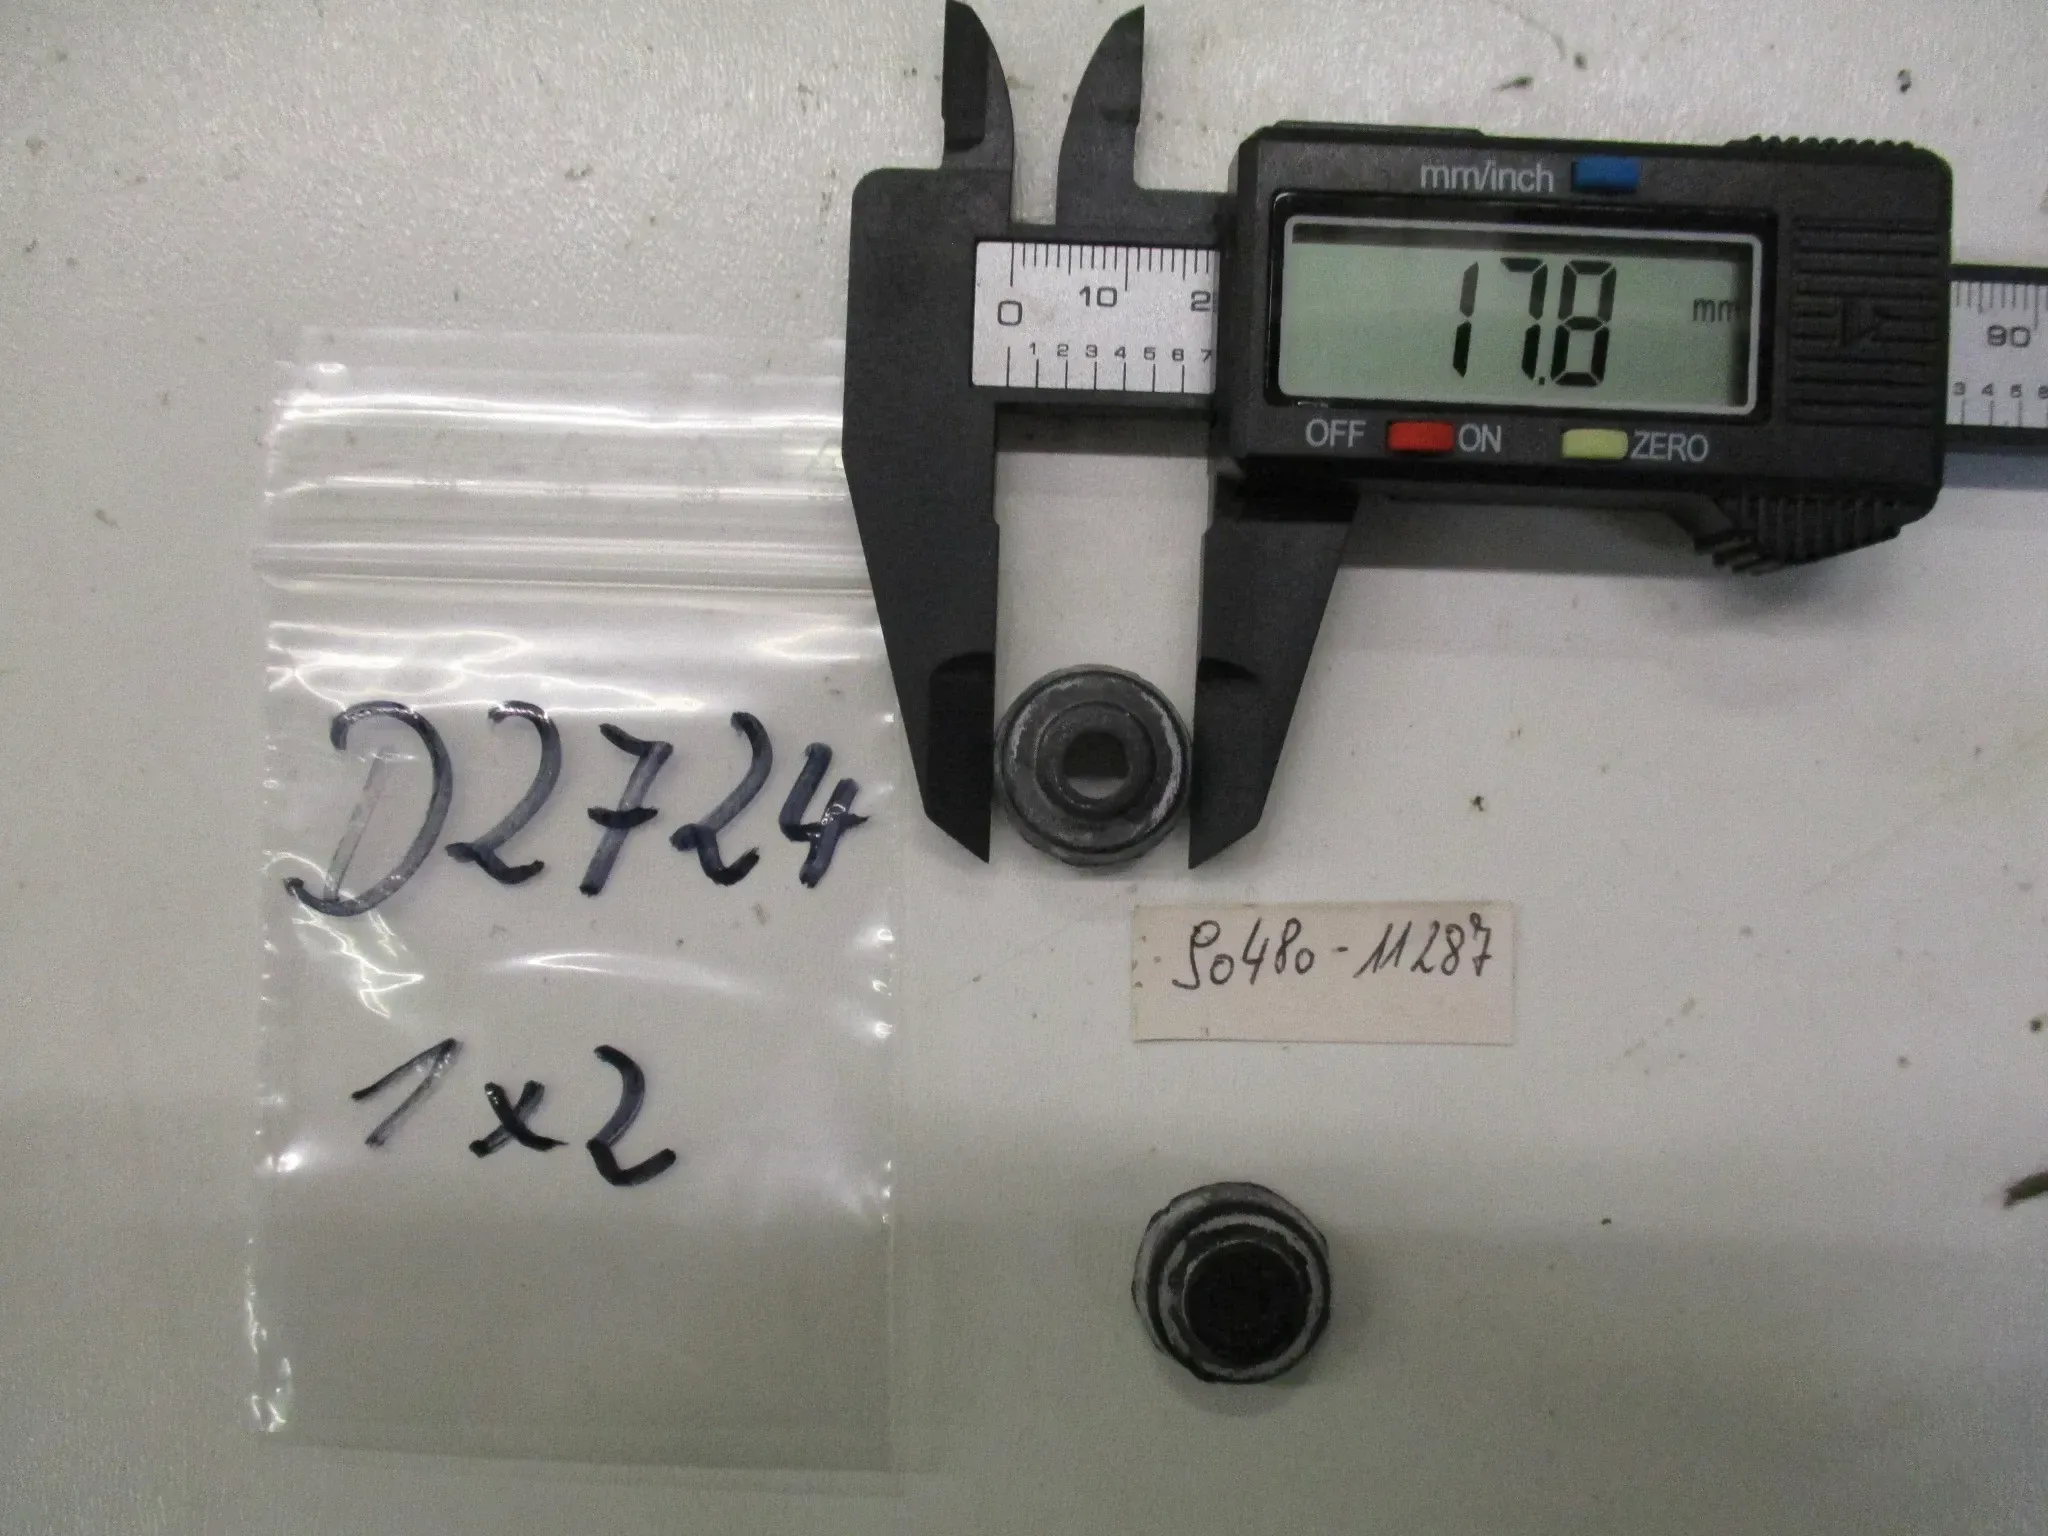 mm/inch
17.8 mm
0 10 2
1 2 3 4 5 6 7
90
3 4 5 6
OFF ON ZERO
D2724
90480-11287
1x2